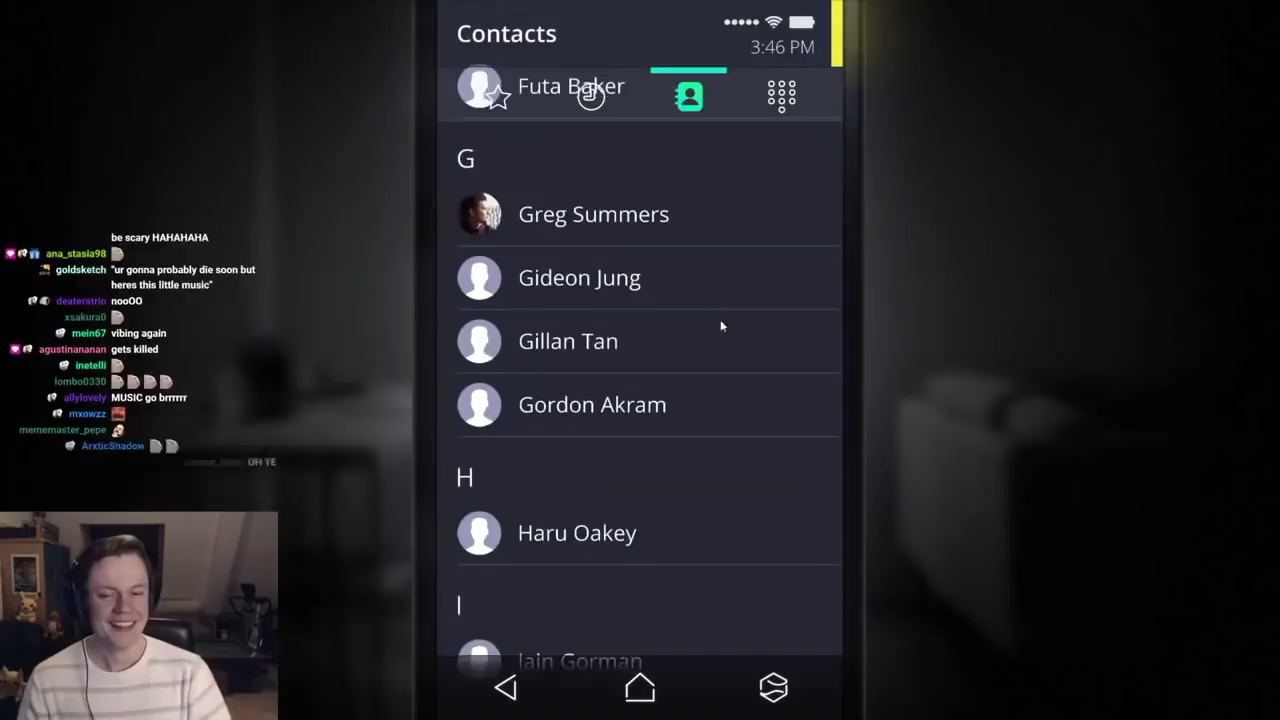 Contacts
3:46 PM
Futa Baker
G
Greg Summers
Gideon Jung
Gillan Tan
Gordon Akram
H
Haru Oakey
I
Iain Gorman
be scary HAHAHAHA
ana_stasia98
goldsketch "ur gonna probably die soon but
heres this little music"
deaterstrio nooOO
xsakura0
mein67 vibing again
agustinananan gets killed
inetelli
lombo0330
allylovely MUSIC go brrrrrr
mxowzz
mememaster_pepe
ArxticShadow
OH YE